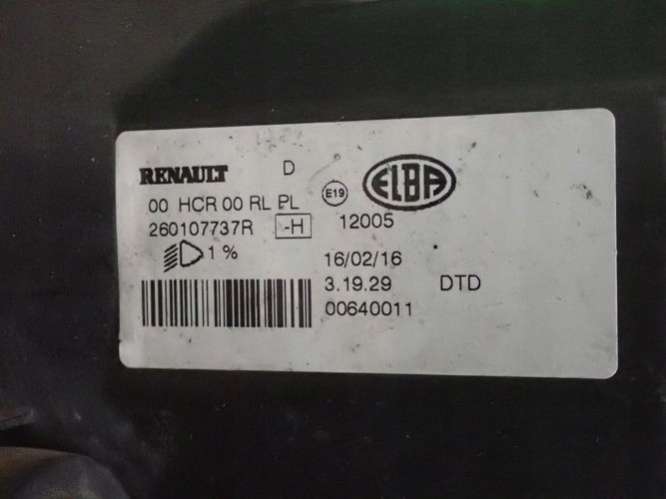 RENAULT D ELBA
00 HCR 00 RL PL E19
260107737R -H 12005
1 % 16/02/16
3.19.29 DTD
00640011